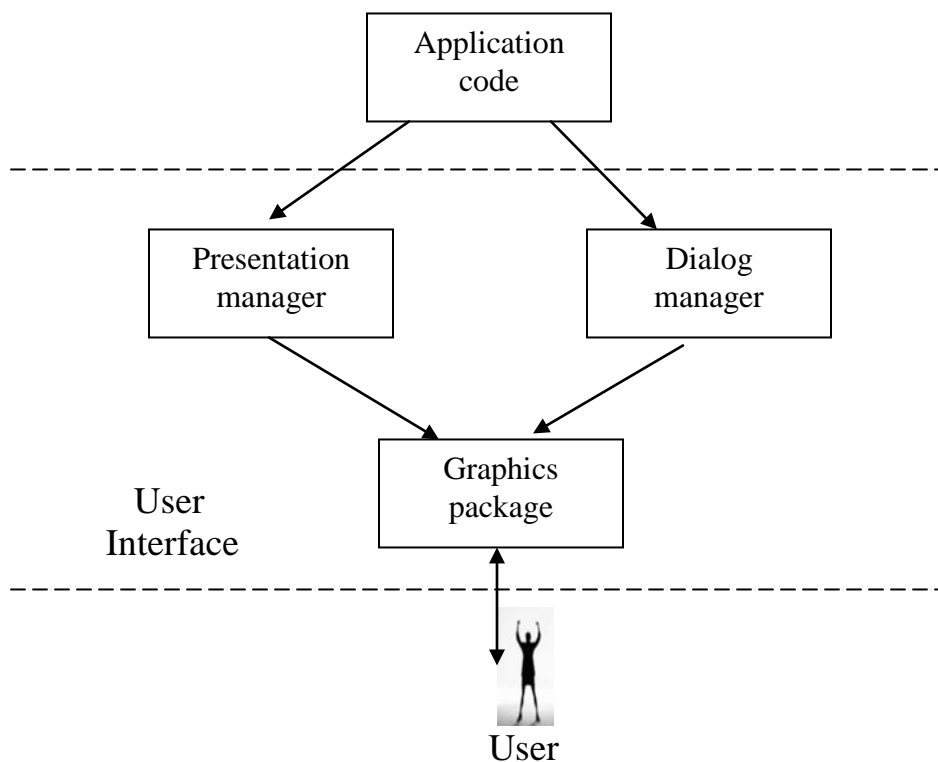 Application
code
Presentation
manager
Dialog
manager
Graphics
package
User
Interface
User